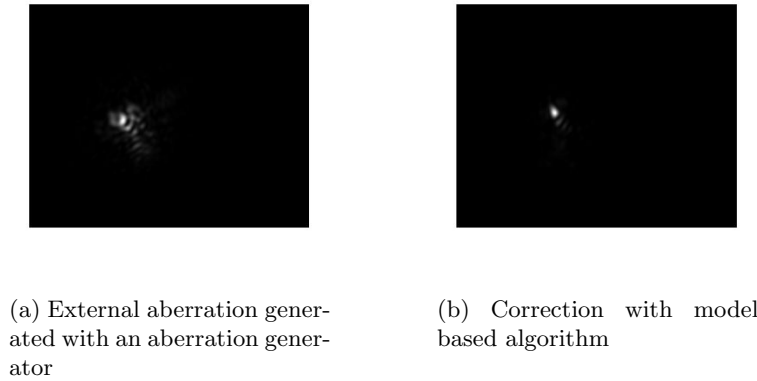 (a) External aberration gener-
ated with an aberration gener-
ator
(b) Correction with model
based algorithm